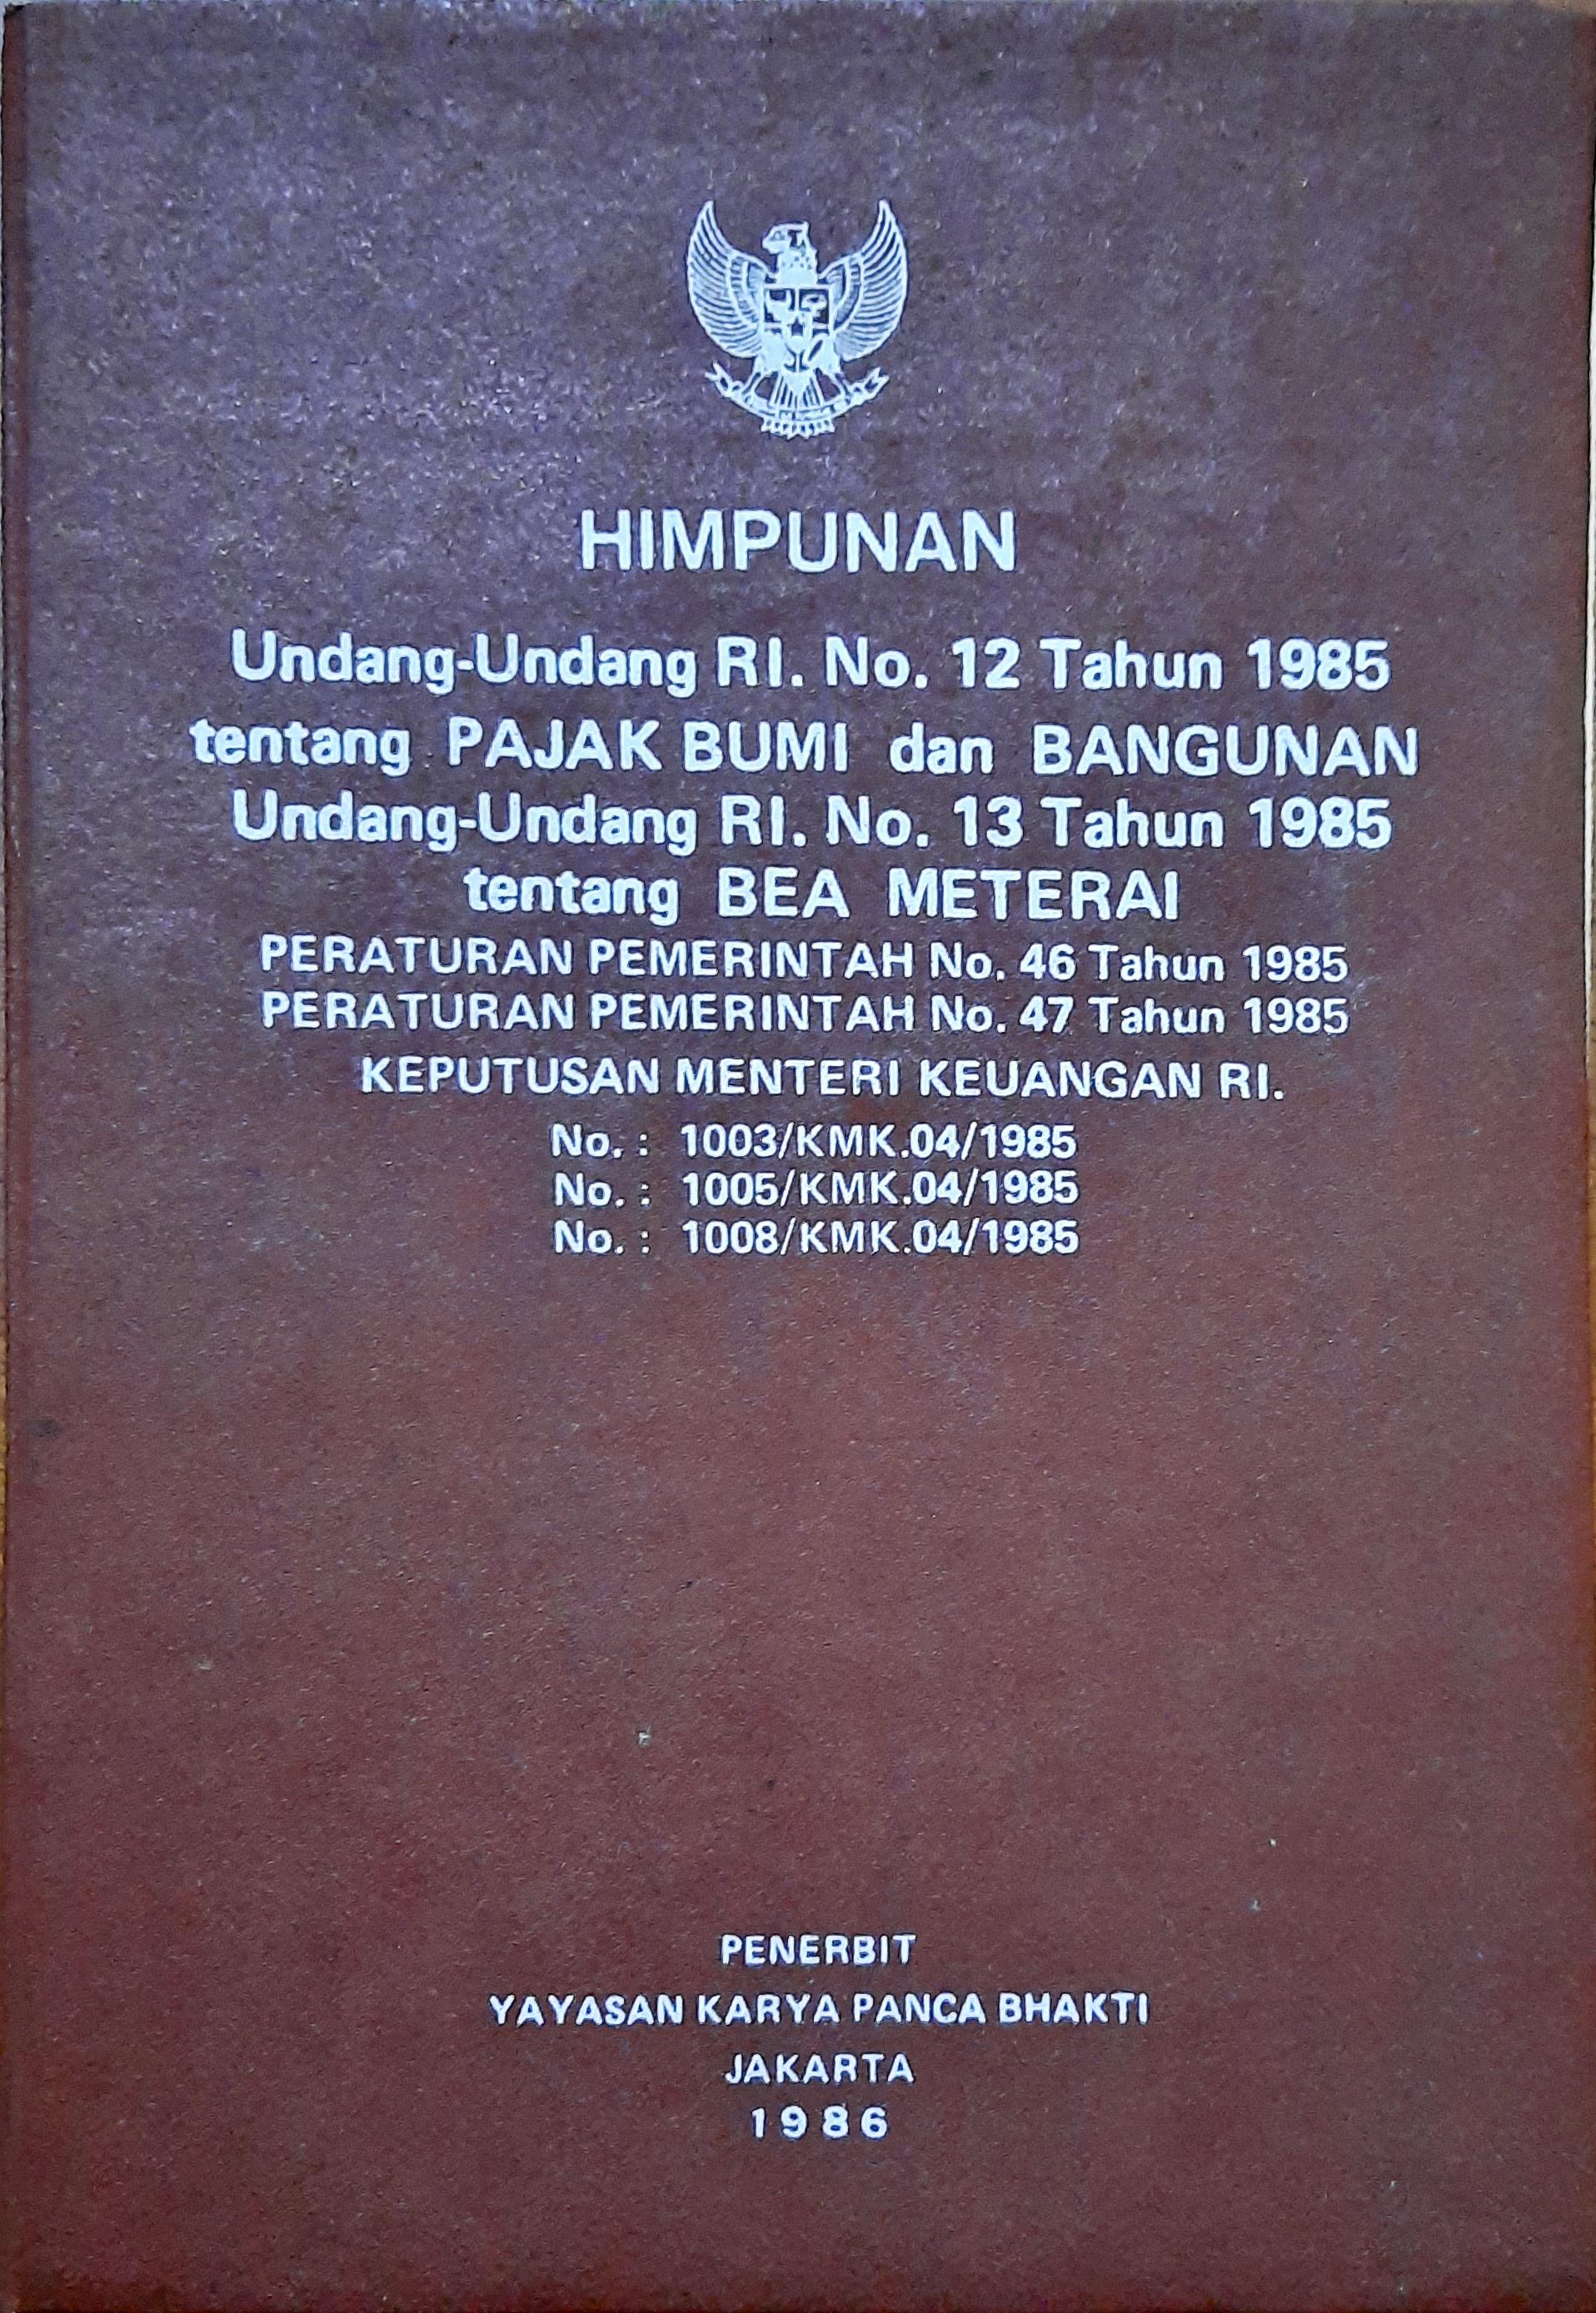 HIMPUNAN
Undang-Undang RI. No. 12 Tahun 1985
tentang PAJAK BUMI dan BANGUNAN
Undang-Undang RI. No. 13 Tahun 1985
tentang BEA METERAI
PERATURAN PEMERINTAH No. 46 Tahun 1985
PERATURAN PEMERINTAH No. 47 Tahun 1985
KEPUTUSAN MENTERI KEUANGAN RI.
No. : 1003/KMK.04/1985
No. : 1005/KMK.04/1985
No. : 1008/KMK.04/1985
PENERBIT
YAYASAN KARYA PANCA BHAKTI
JAKARTA
1986